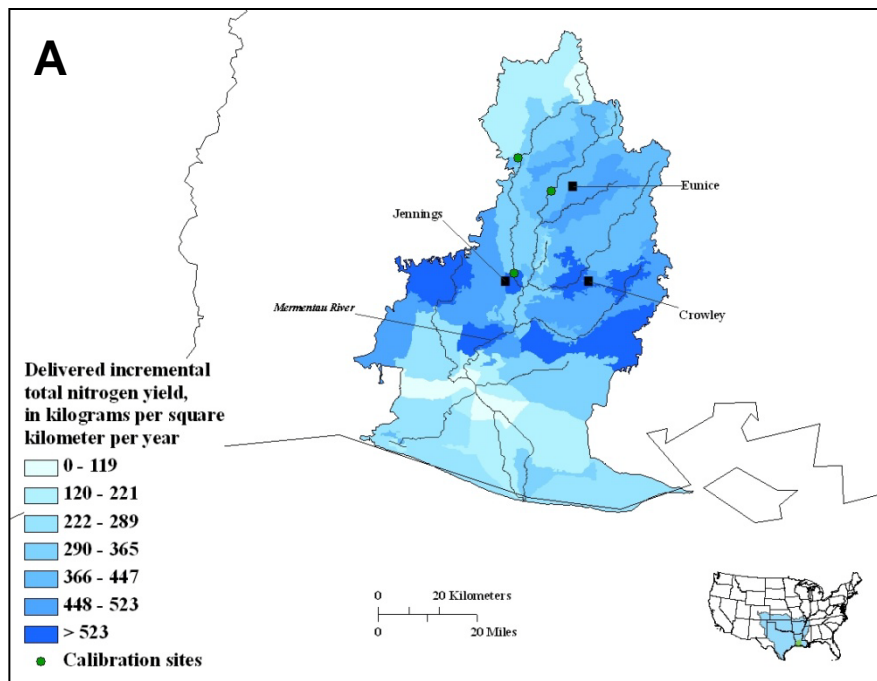 A
Eunice
Jennings
Mermentau River
Crowley
Delivered incremental
total nitrogen yield,
in kilograms per square
kilometer per year
0 - 119
120 - 221
222 - 289
290 - 365
366 - 447
448 - 523
> 523
Calibration sites
0 20 Kilometers
0 20 Miles